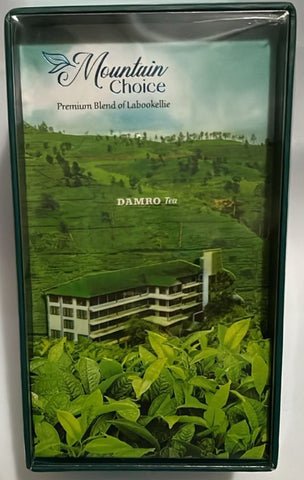 Mountain
Choice
Premium Blend of Labookellie
DAMRO Tea